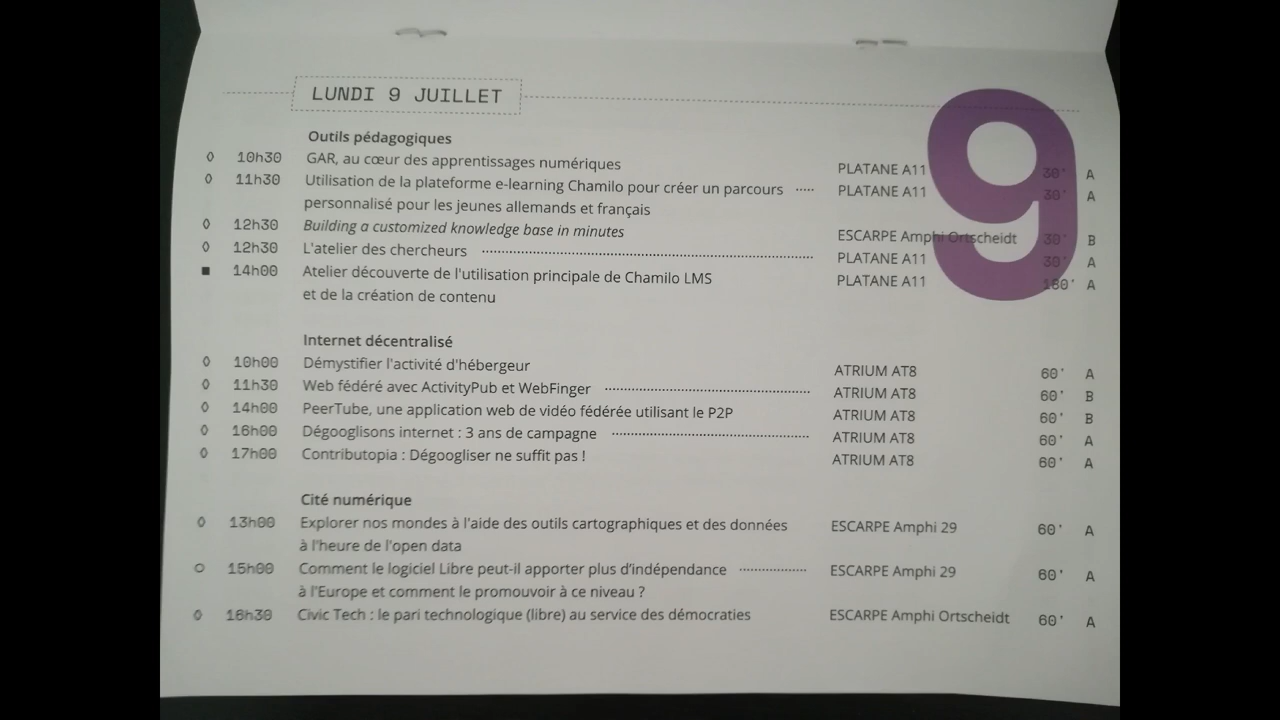 LUNDI 9 JUILLET
9
Outils pédagogiques
◊ 10h30 GAR, au cœur des apprentissages numériques PLATANE A11 30' A
◊ 11h30 Utilisation de la plateforme e-learning Chamilo pour créer un parcours ..... PLATANE A11 30' A
personnalisé pour les jeunes allemands et français
◊ 12h30 Building a customized knowledge base in minutes ESCARPE Amphi Ortscheidt 30' B
◊ 12h30 L'atelier des chercheurs ..... PLATANE A11 30' A
■ 14h00 Atelier découverte de l'utilisation principale de Chamilo LMS PLATANE A11 180' A
et de la création de contenu
Internet décentralisé
◊ 10h00 Démystifier l'activité d'hébergeur ATRIUM AT8 60' A
◊ 11h30 Web fédéré avec ActivityPub et WebFinger ..... ATRIUM AT8 60' B
◊ 14h00 PeerTube, une application web de vidéo fédérée utilisant le P2P ATRIUM AT8 60' B
◊ 16h00 Dégooglisons internet : 3 ans de campagne ..... ATRIUM AT8 60' A
◊ 17h00 Contributopia : Dégoogliser ne suffit pas ! ATRIUM AT8 60' A
Cité numérique
◊ 13h00 Explorer nos mondes à l'aide des outils cartographiques et des données ESCARPE Amphi 29 60' A
à l'heure de l'open data
○ 15h00 Comment le logiciel Libre peut-il apporter plus d'indépendance ..... ESCARPE Amphi 29 60' A
à l'Europe et comment le promouvoir à ce niveau ?
◊ 16h30 Civic Tech : le pari technologique (libre) au service des démocraties ESCARPE Amphi Ortscheidt 60' A